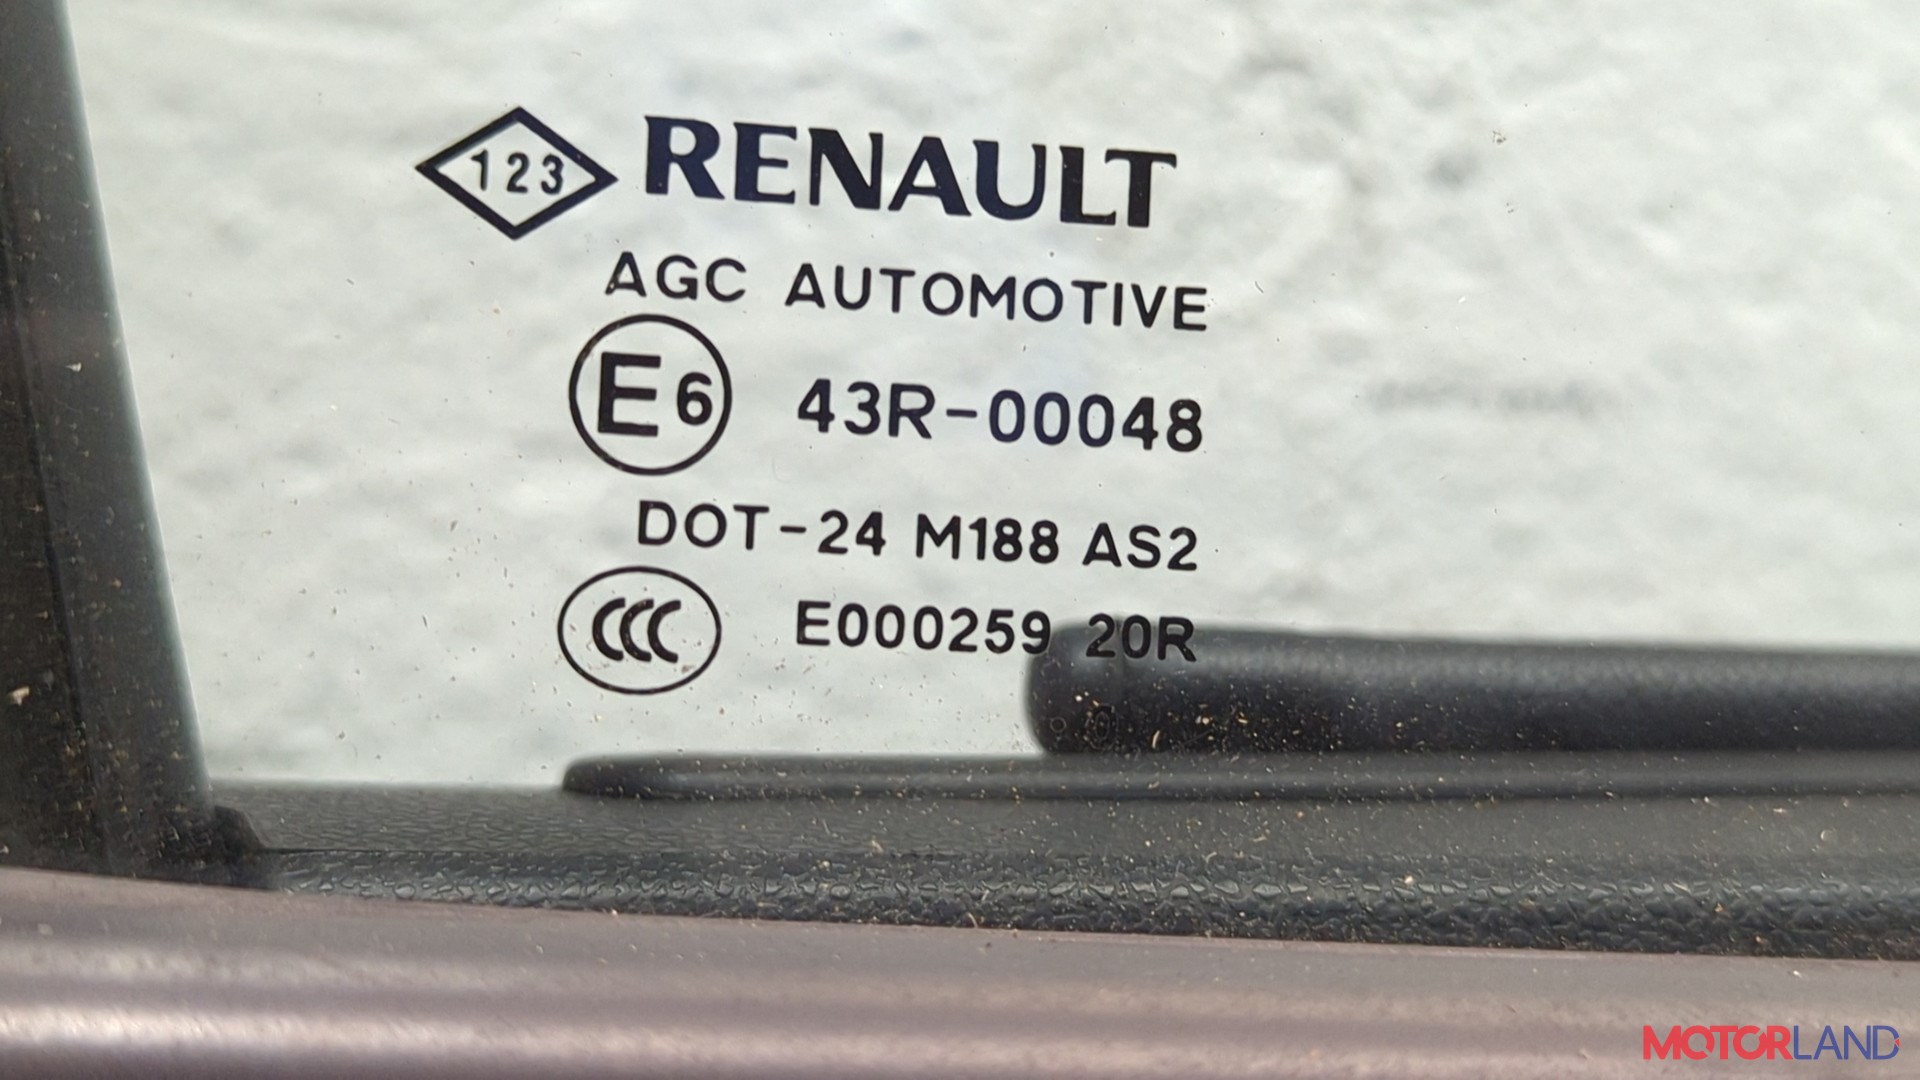 123 RENAULT
AGC AUTOMOTIVE
E6 43R-00048
DOT-24 M188 AS2
CCC E000259 20R
MOTORLAND